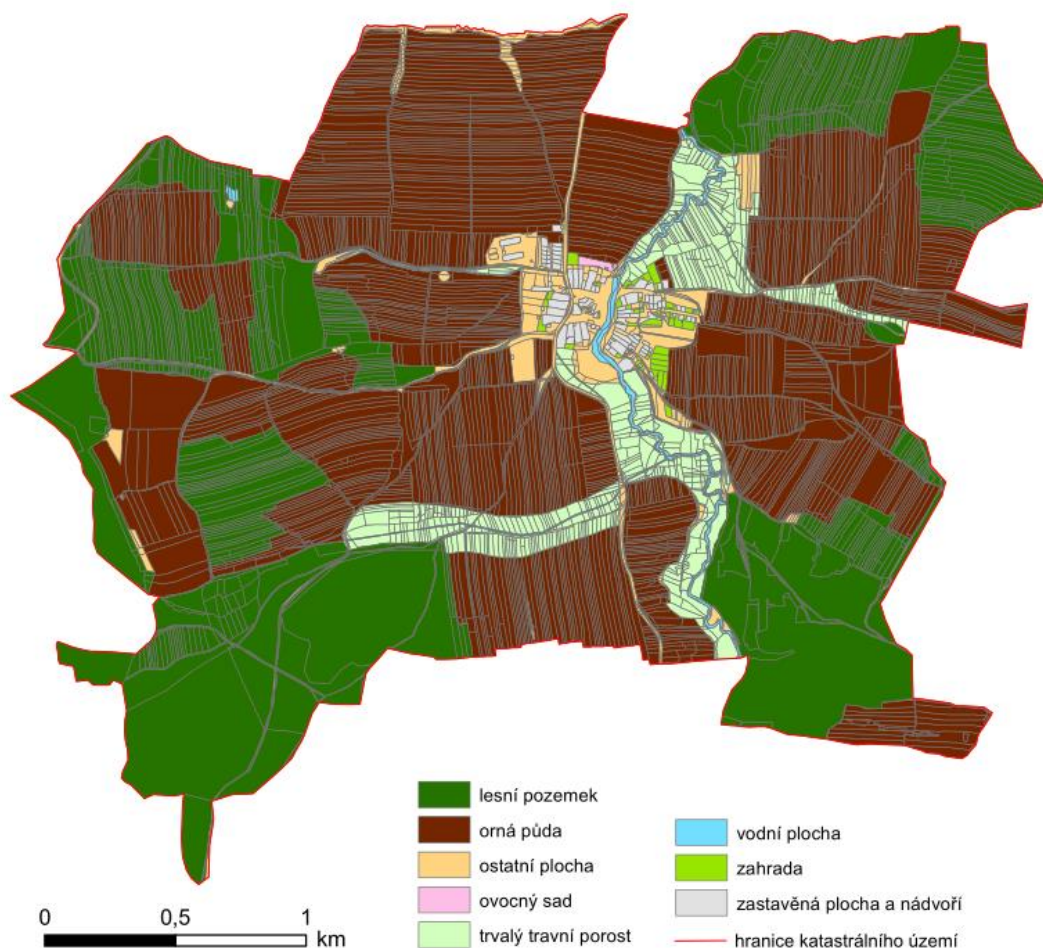 lesní pozemek
orná půda
ostatní plocha
ovocný sad
trvalý travní porost
vodní plocha
zahrada
zastavěná plocha a nádvoří
hranice katastrálního území
0 0,5 1
km